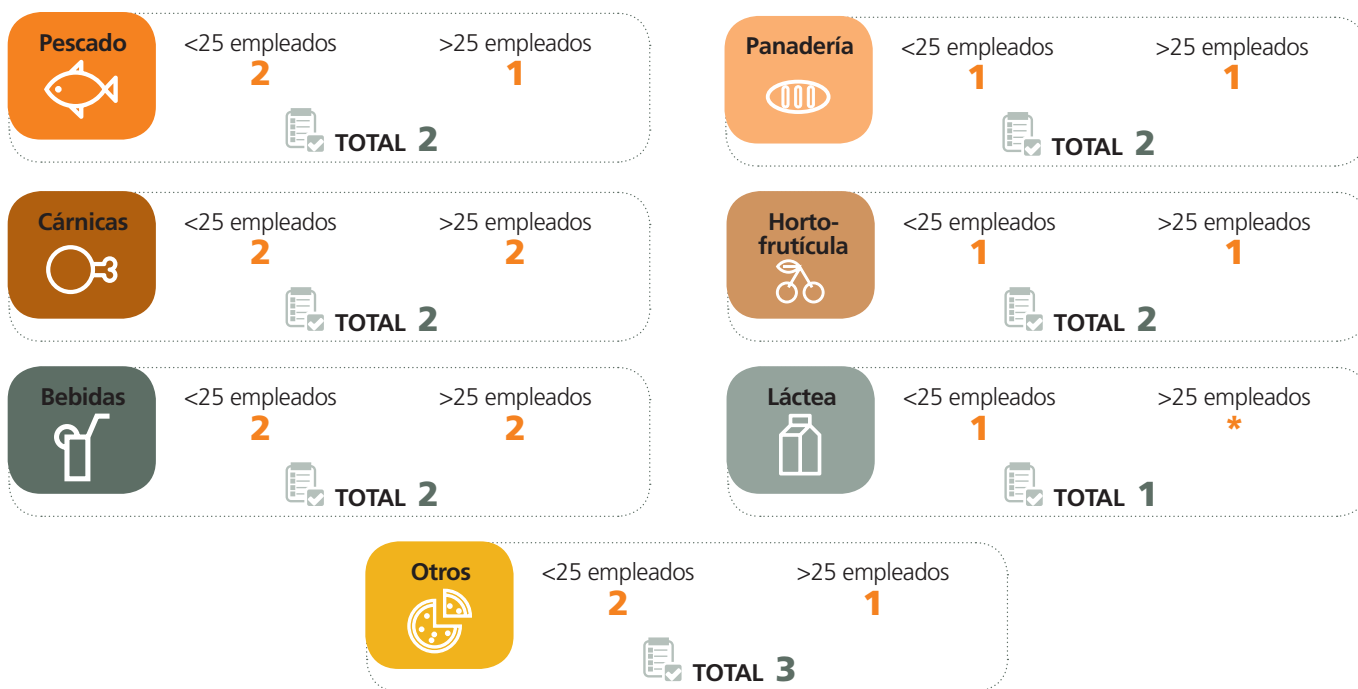 Pescado
<25 empleados >25 empleados
2 1
TOTAL 2
Panadería
<25 empleados >25 empleados
1 1
TOTAL 2
Cárnicas
<25 empleados >25 empleados
2 2
TOTAL 2
Horto-
frutícula
<25 empleados >25 empleados
1 1
TOTAL 2
Bebidas
<25 empleados >25 empleados
2 2
TOTAL 2
Láctea
<25 empleados >25 empleados
1 *
TOTAL 1
Otros
<25 empleados >25 empleados
2 1
TOTAL 3